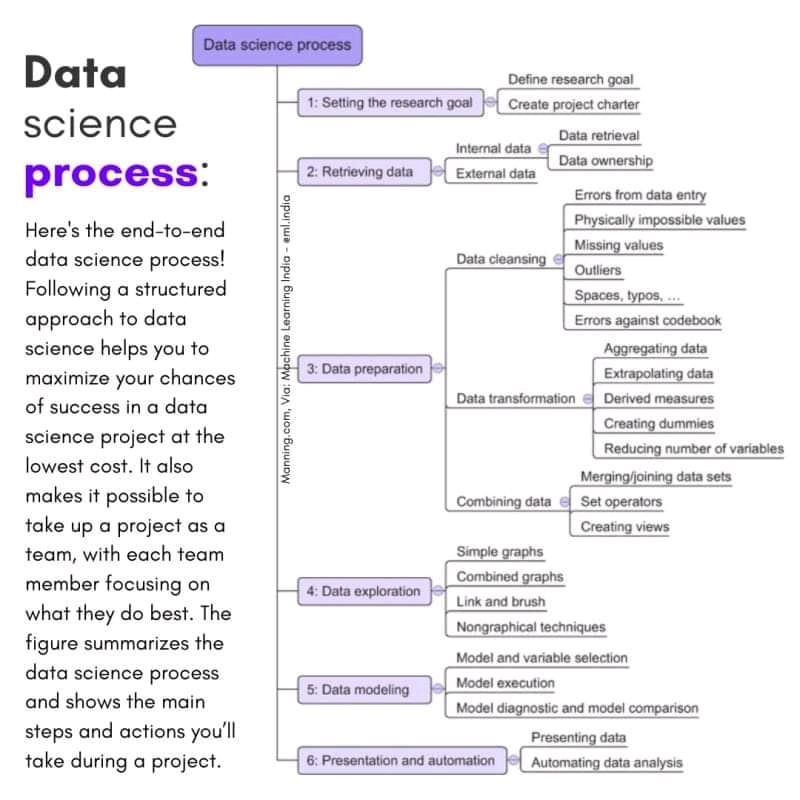 Data
science
process:
Here's the end-to-end
data science process!
Following a structured
approach to data
science helps you to
maximize your chances
of success in a data
science project at the
lowest cost. It also
makes it possible to
take up a project as a
team, with each team
member focusing on
what they do best. The
figure summarizes the
data science process
and shows the main
steps and actions you'll
take during a project.
Manning.com, Via: Machine Learning India - @ml.india
Data science process
1: Setting the research goal
Define research goal
Create project charter
2: Retrieving data
Internal data
Data retrieval
Data ownership
External data
3: Data preparation
Data cleansing
Errors from data entry
Physically impossible values
Missing values
Outliers
Spaces, typos, ...
Errors against codebook
Data transformation
Aggregating data
Extrapolating data
Derived measures
Creating dummies
Reducing number of variables
Combining data
Merging/joining data sets
Set operators
Creating views
4: Data exploration
Simple graphs
Combined graphs
Link and brush
Nongraphical techniques
5: Data modeling
Model and variable selection
Model execution
Model diagnostic and model comparison
6: Presentation and automation
Presenting data
Automating data analysis